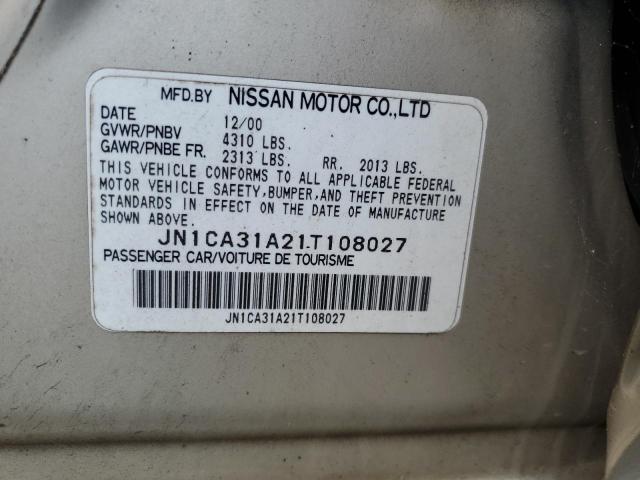 MFD.BY NISSAN MOTOR CO.,LTD
DATE 12/00
GVWR/PNBV 4310 LBS.
GAWR/PNBE FR. 2313 LBS. RR. 2013 LBS.
THIS VEHICLE CONFORMS TO ALL APPLICABLE FEDERAL
MOTOR VEHICLE SAFETY,BUMPER,AND THEFT PREVENTION
STANDARDS IN EFFECT ON THE DATE OF MANUFACTURE
SHOWN ABOVE.
JN1CA31A21T108027
PASSENGER CAR/VOITURE DE TOURISME
JN1CA31A21T108027